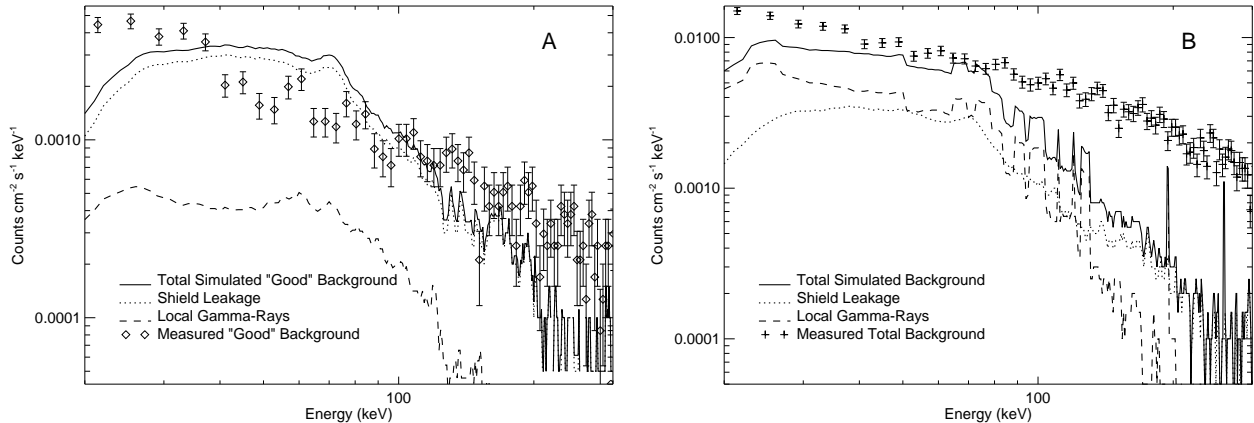 A
Counts cm⁻² s⁻¹ keV⁻¹
0.0010
0.0001
Total Simulated "Good" Background
Shield Leakage
Local Gamma-Rays
Measured "Good" Background
100
Energy (keV)
B
Counts cm⁻² s⁻¹ keV⁻¹
0.0100
0.0010
0.0001
Total Simulated Background
Shield Leakage
Local Gamma-Rays
Measured Total Background
100
Energy (keV)